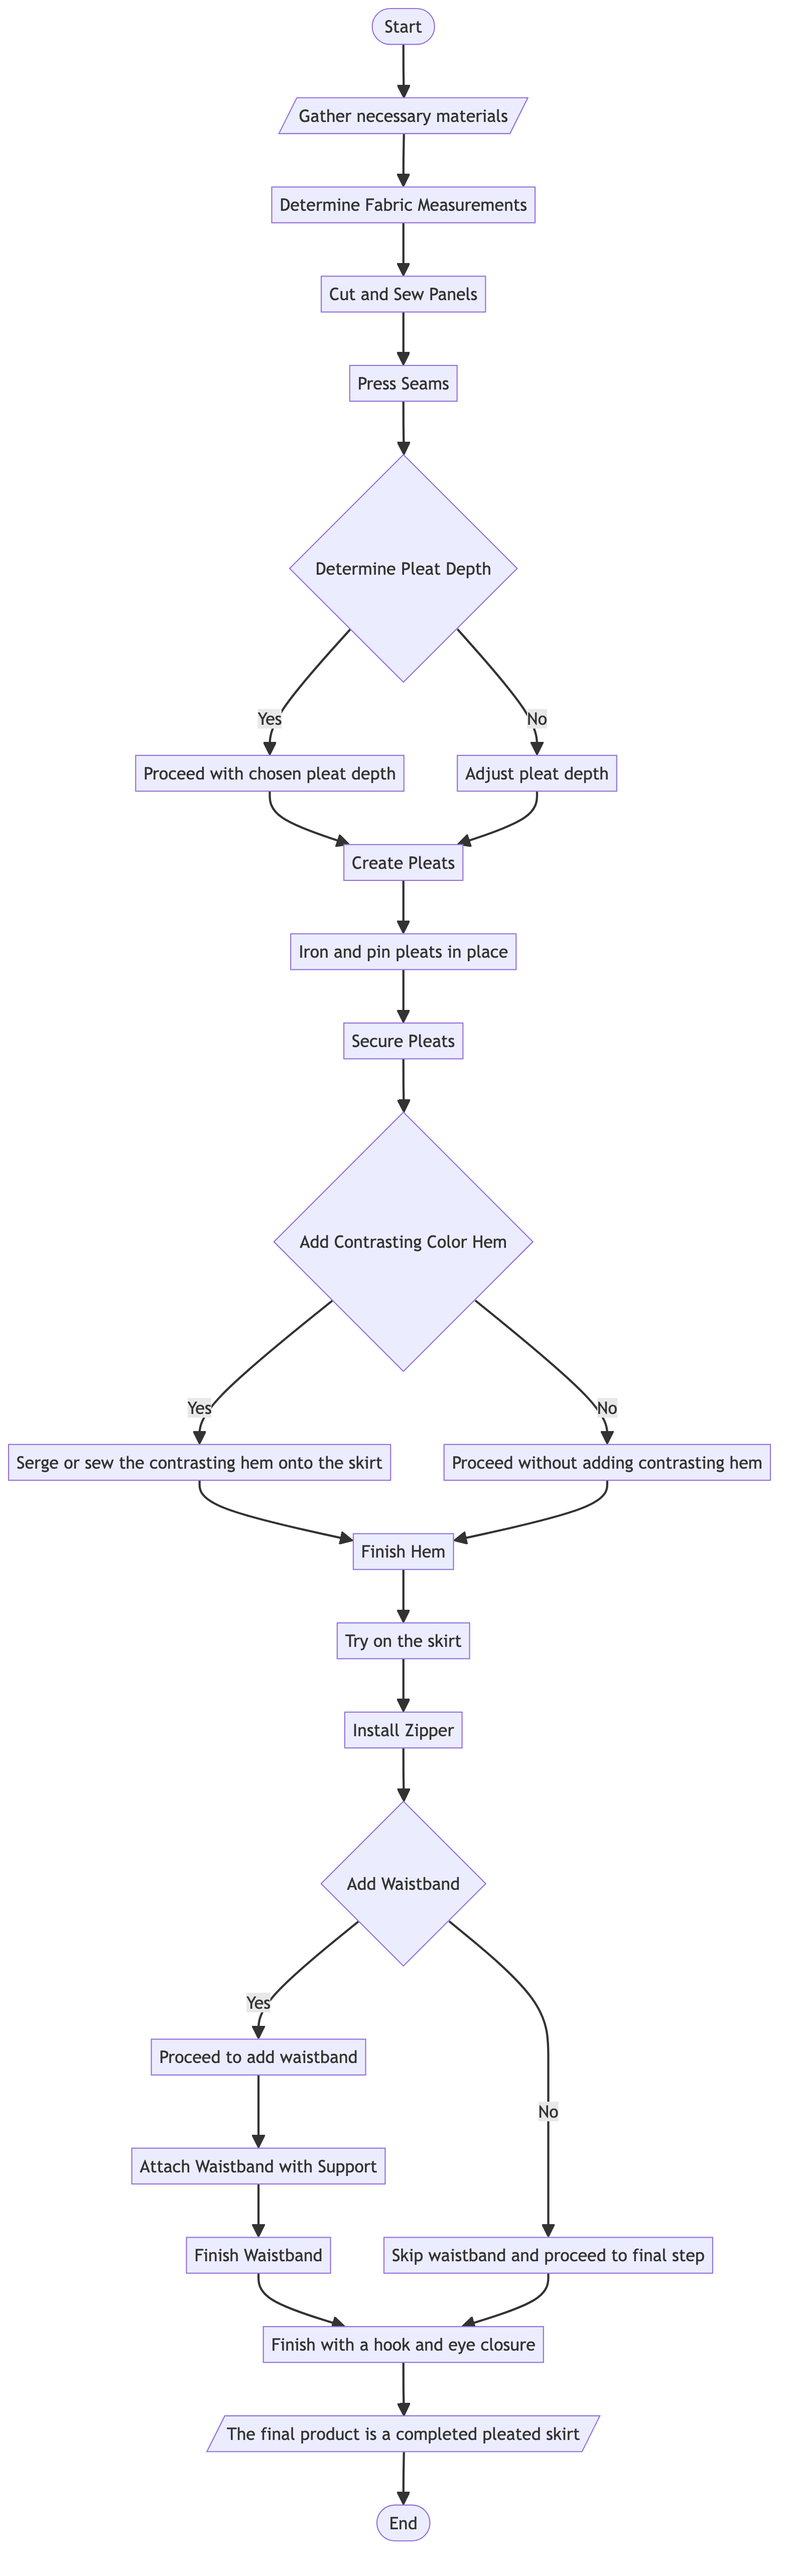 Start
Gather necessary materials
Determine Fabric Measurements
Cut and Sew Panels
Press Seams
Determine Pleat Depth
Yes
No
Proceed with chosen pleat depth
Adjust pleat depth
Create Pleats
Iron and pin pleats in place
Secure Pleats
Add Contrasting Color Hem
Yes
No
Serge or sew the contrasting hem onto the skirt
Proceed without adding contrasting hem
Finish Hem
Try on the skirt
Install Zipper
Add Waistband
Yes
Proceed to add waistband
No
Attach Waistband with Support
Finish Waistband
Skip waistband and proceed to final step
Finish with a hook and eye closure
The final product is a completed pleated skirt
End